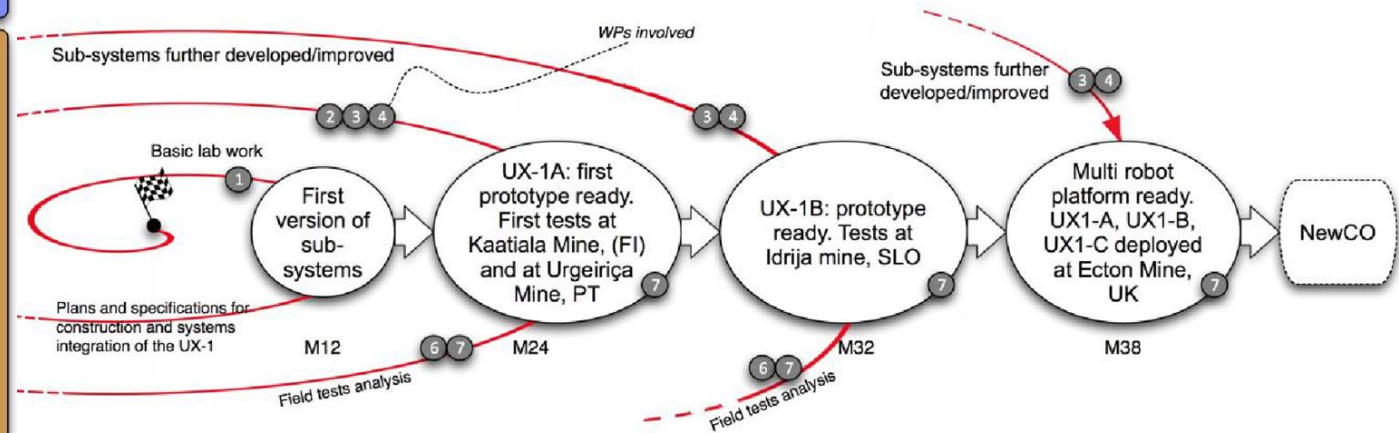 WPs involved
Sub-systems further developed/improved
Sub-systems further
developed/improved
3 4
2 3 4
3 4
Basic lab work
1
First
version of
sub-
systems
UX-1A: first
prototype ready.
First tests at
Kaatiala Mine, (FI)
and at Urgeiriça
Mine, PT
7
UX-1B: prototype
ready. Tests at
Idrija mine, SLO
7
Multi robot
platform ready.
UX1-A, UX1-B,
UX1-C deployed
at Ecton Mine,
UK
7
NewCO
Plans and specifications for
construction and systems
integration of the UX-1
M12
M24
M32
M38
6 7
Field tests analysis
6 7
Field tests analysis